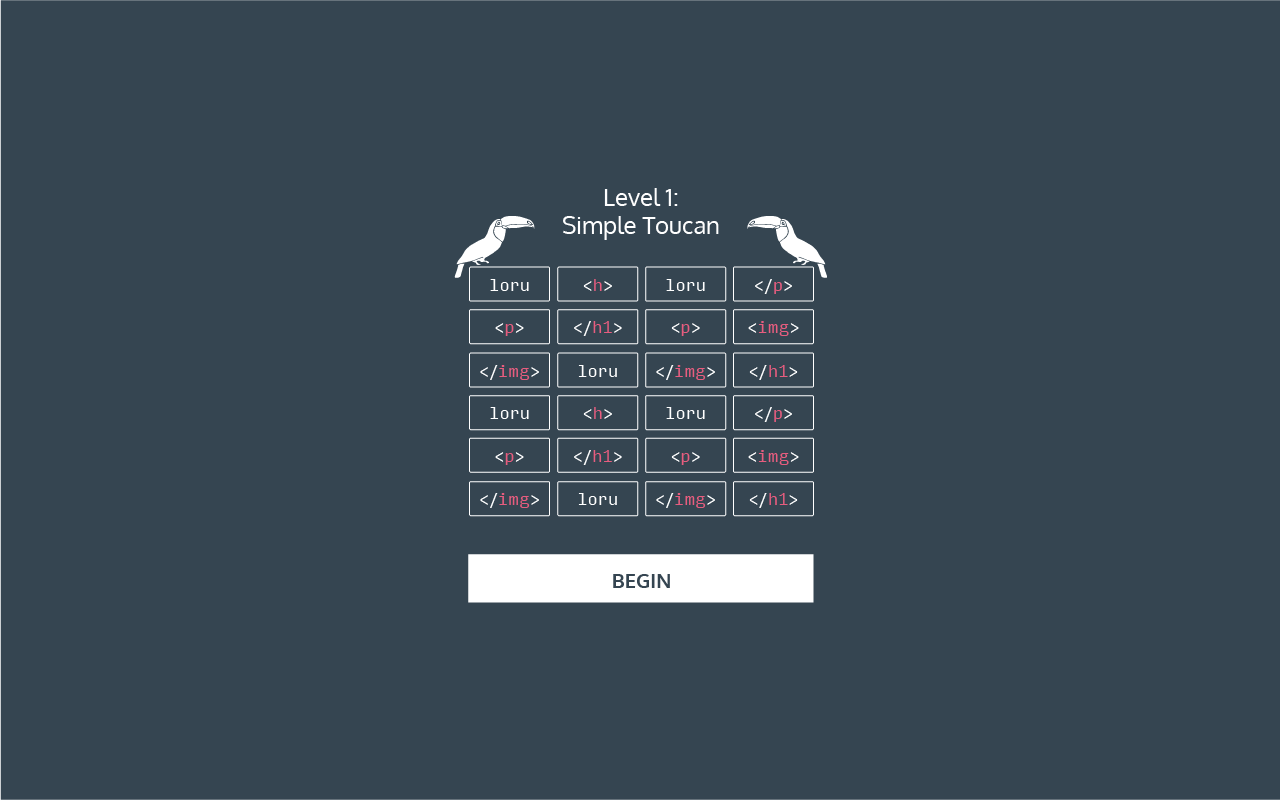 Level 1:
Simple Toucan
loru <h> loru </p>
<p> </h1> <p> <img>
</img> loru </img> </h1>
loru <h> loru </p>
<p> </h1> <p> <img>
</img> loru </img> </h1>
BEGIN